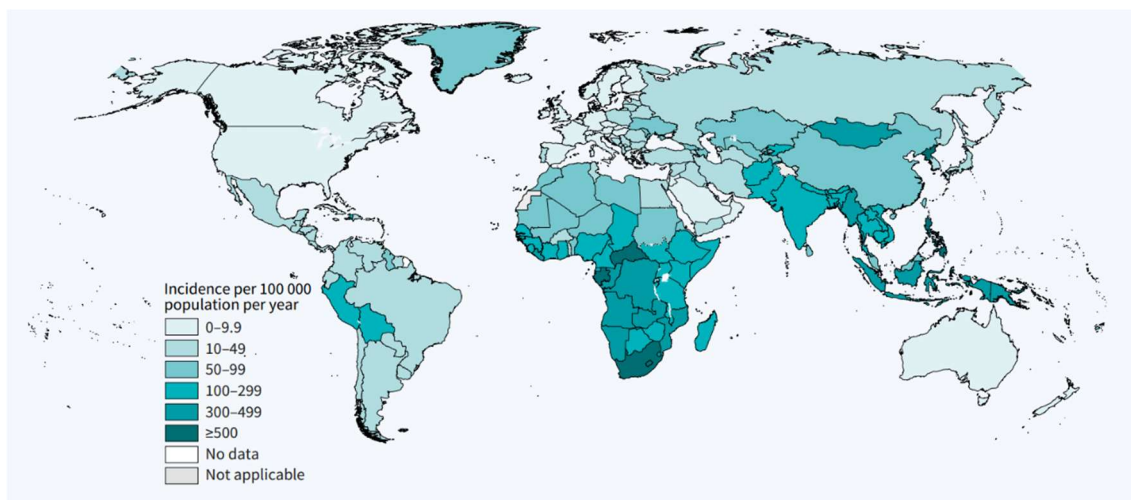 Incidence per 100 000
population per year
0–9.9
10–49
50–99
100–299
300–499
≥500
No data
Not applicable